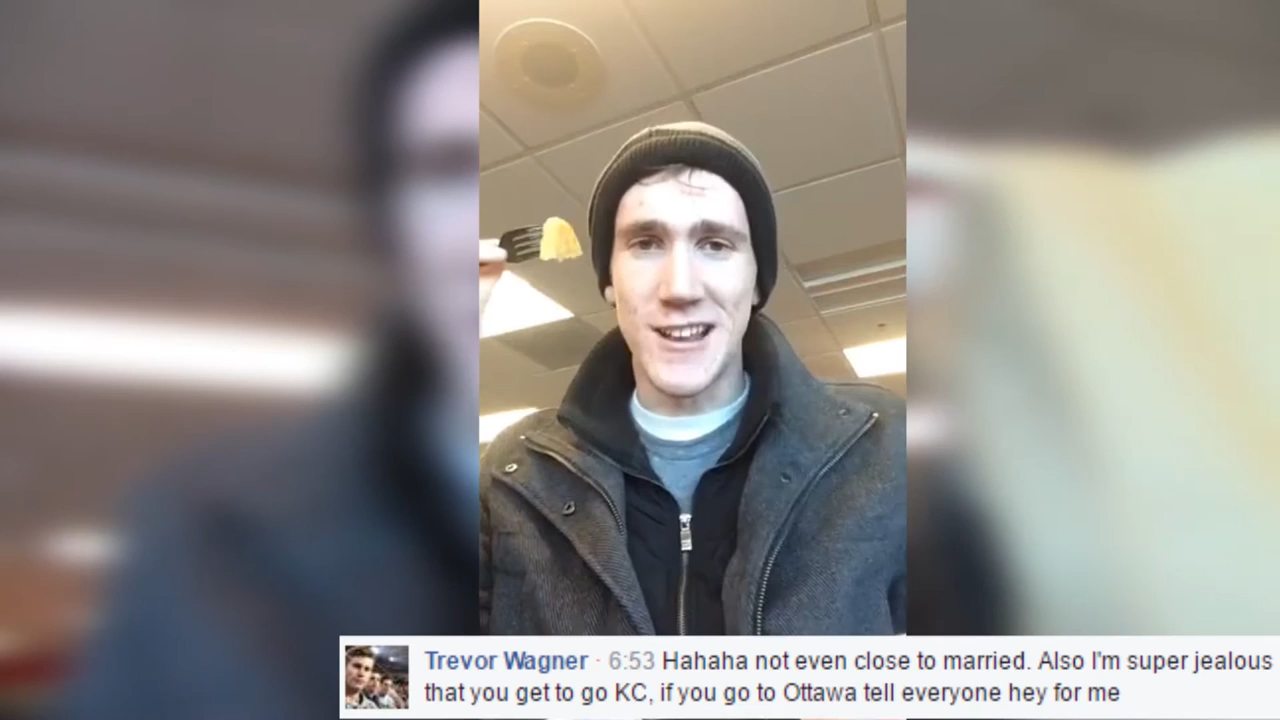 Trevor Wagner · 6:53 Hahaha not even close to married. Also I'm super jealous
that you get to go KC, if you go to Ottawa tell everyone hey for me